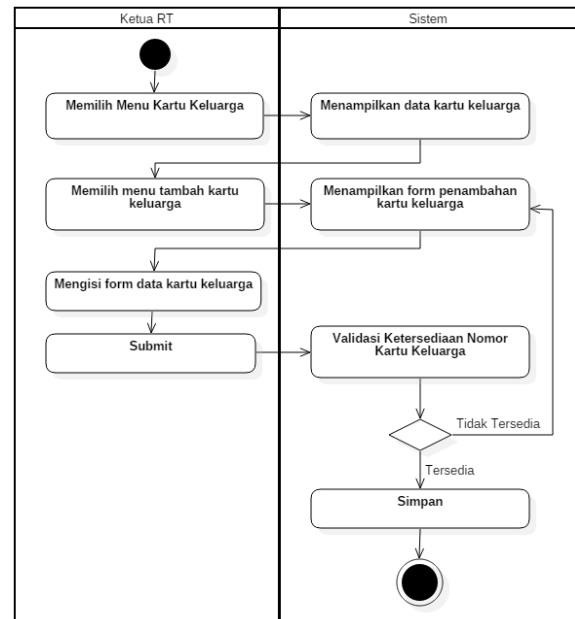 Ketua RT
Sistem
Memilih Menu Kartu Keluarga
Menampilkan data kartu keluarga
Memilih menu tambah kartu
keluarga
Menampilkan form penambahan
kartu keluarga
Mengisi form data kartu keluarga
Submit
Validasi Ketersediaan Nomor
Kartu Keluarga
Tidak Tersedia
Tersedia
Simpan